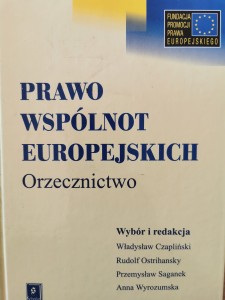 FUNDACJA
PROMOCJI
PRAWA
EUROPEJSKIEGO
PRAWO
WSPÓLNOT
EUROPEJSKICH
Orzecznictwo
Wybór i redakcja
Władysław Czapliński
Rudolf Ostrihansky
Przemysław Saganek
Anna Wyrozumska